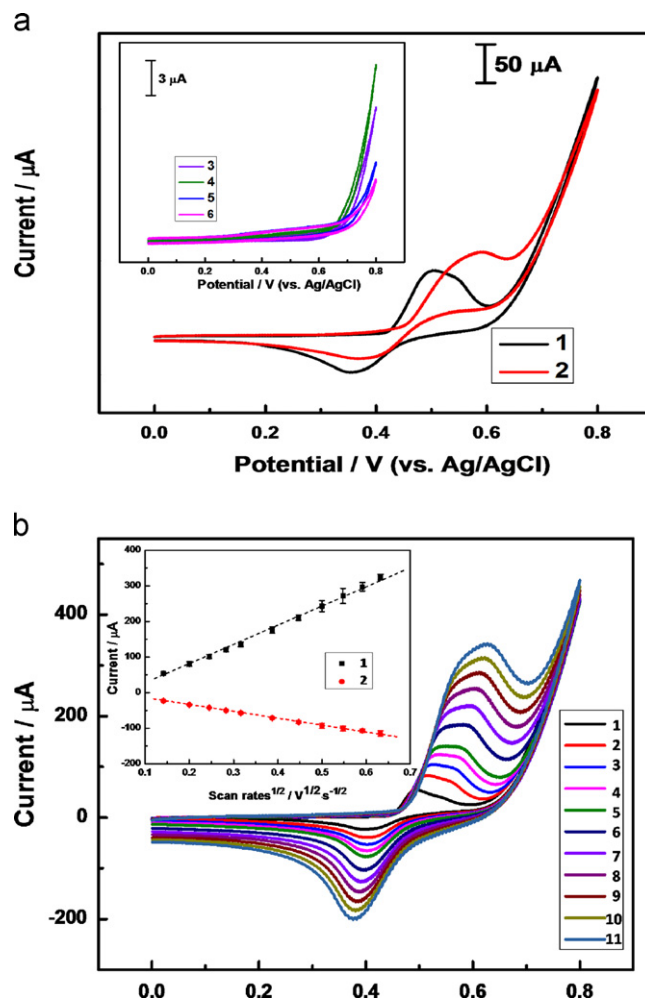 a
50 μA
3 μA
3
4
5
6
0.0 0.2 0.4 0.6 0.8
Potential / V (vs. Ag/AgCl)
Current / μA
1
2
0.0 0.2 0.4 0.6 0.8
Potential / V (vs. Ag/AgCl)
b
400
300
200
100
0
-100
-200
Current / μA
1
2
0.1 0.2 0.3 0.4 0.5 0.6 0.7
Scan rates1/2 / V1/2s-1/2
400
200
0
-200
Current / μA
1
2
3
4
5
6
7
8
9
10
11
0.0 0.2 0.4 0.6 0.8